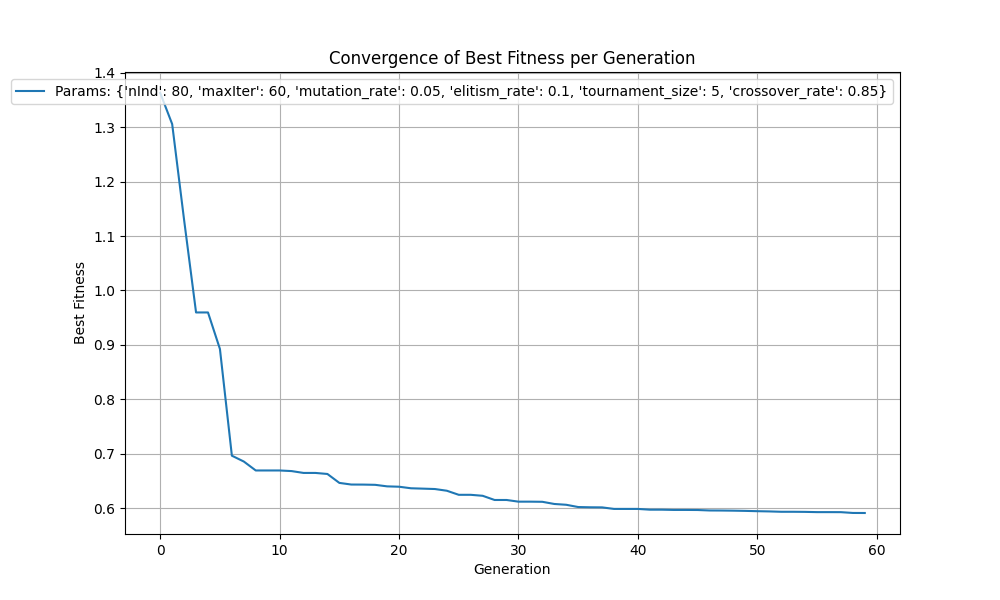 Convergence of Best Fitness per Generation
Params: {'nInd': 80, 'maxIter': 60, 'mutation_rate': 0.05, 'elitism_rate': 0.1, 'tournament_size': 5, 'crossover_rate': 0.85}
Best Fitness
1.4
1.3
1.2
1.1
1.0
0.9
0.8
0.7
0.6
0 10 20 30 40 50 60
Generation